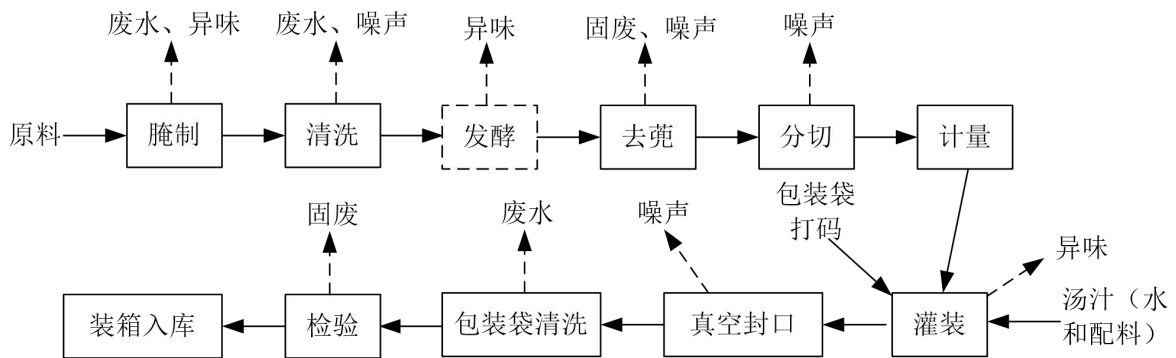 废水、异味
废水、噪声
异味
固废、噪声
噪声
原料
腌制
清洗
发酵
去蔸
分切
计量
包装袋
打码
固废
废水
噪声
异味
汤汁（水
和配料）
装箱入库
检验
包装袋清洗
真空封口
灌装